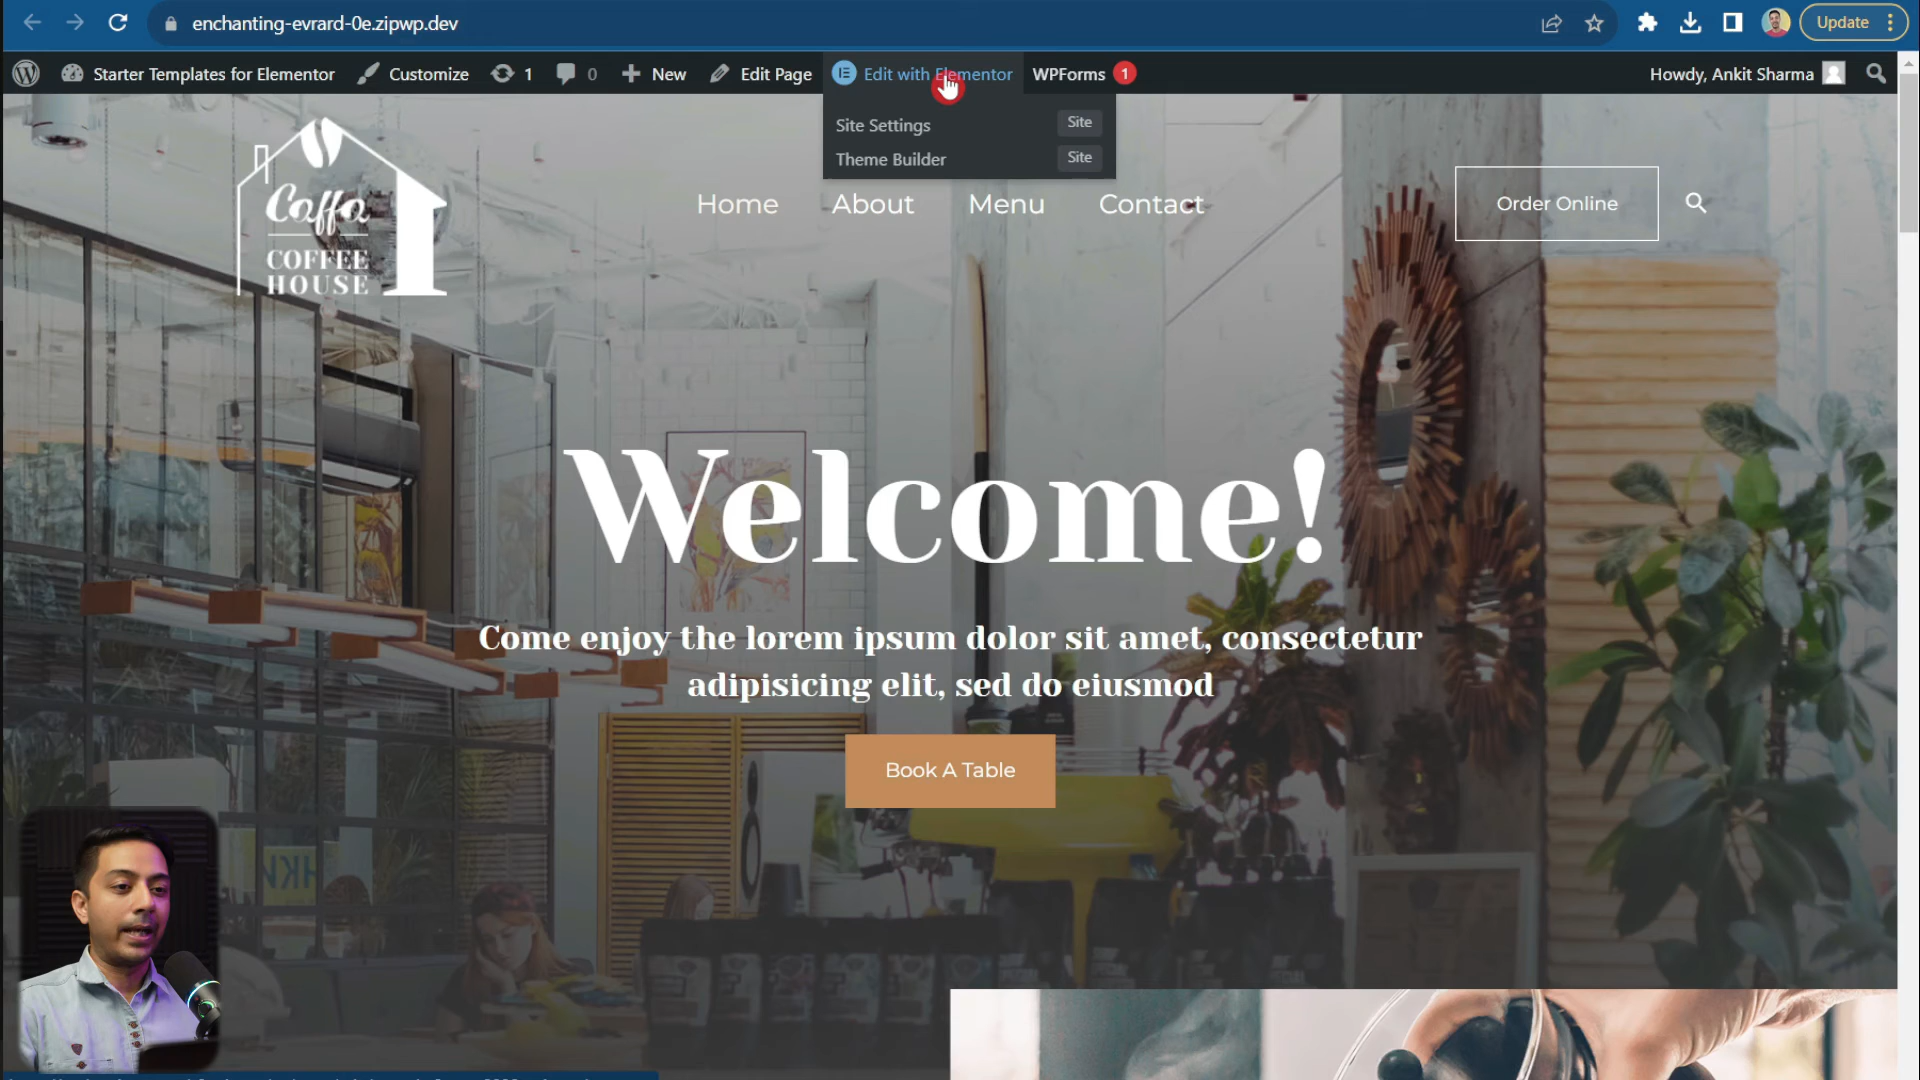 enchanting-evrard-0e.zipwp.dev
Update
Starter Templates for Elementor
Customize
1
0
New
Edit Page
Edit with Elementor
WPForms 1
Howdy, Ankit Sharma
Site Settings Site
Theme Builder Site
Caffa
COFFEE
HOUSE
Home
About
Menu
Contact
Order Online
Welcome!
Come enjoy the lorem ipsum dolor sit amet, consectetur
adipisicing elit, sed do eiusmod
Book A Table